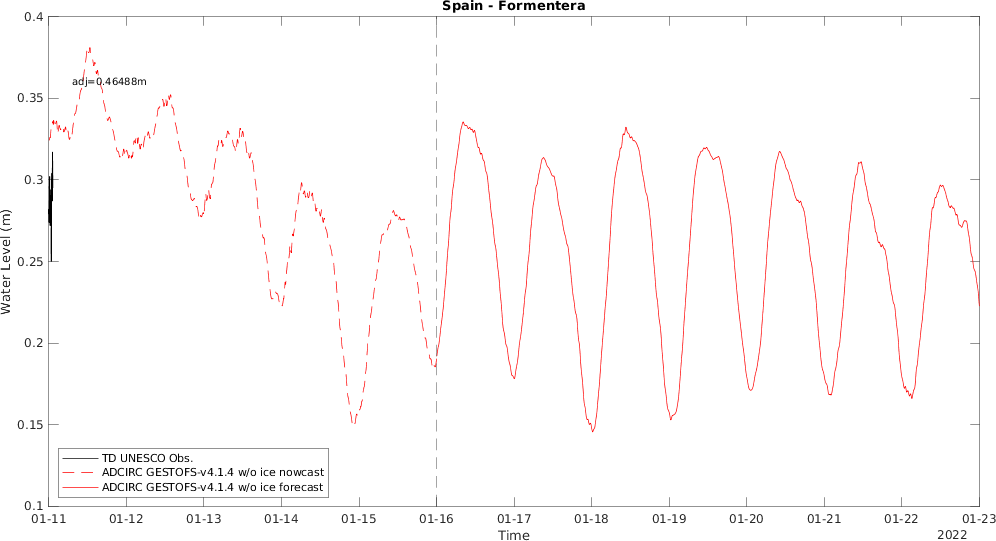 Spain - Formentera
0.4
0.35
0.3
0.25
0.2
0.15
0.1
Water Level (m)
adj=0.46488m
TD UNESCO Obs.
ADCIRC GESTOFS-v4.1.4 w/o ice nowcast
ADCIRC GESTOFS-v4.1.4 w/o ice forecast
01-11 01-12 01-13 01-14 01-15 01-16 01-17 01-18 01-19 01-20 01-21 01-22 01-23
Time
2022